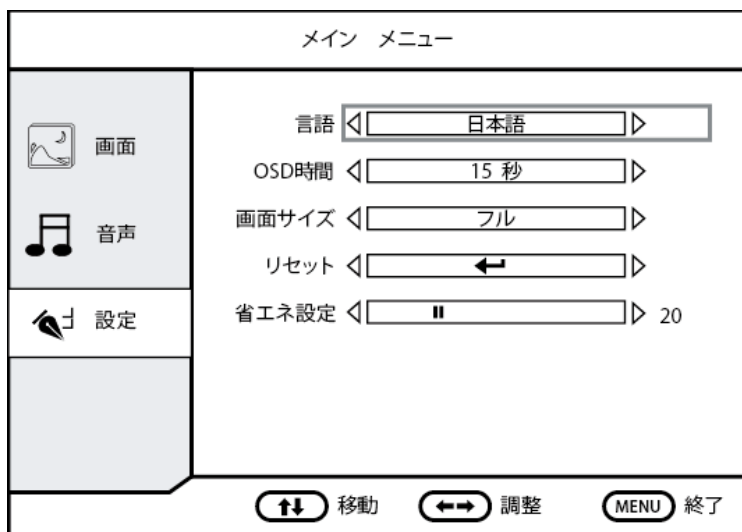 メイン メニュー
画面
音声
設定
言語 日本語
OSD時間 15 秒
画面サイズ フル
リセット
省エネ設定 20
移動 調整 MENU 終了